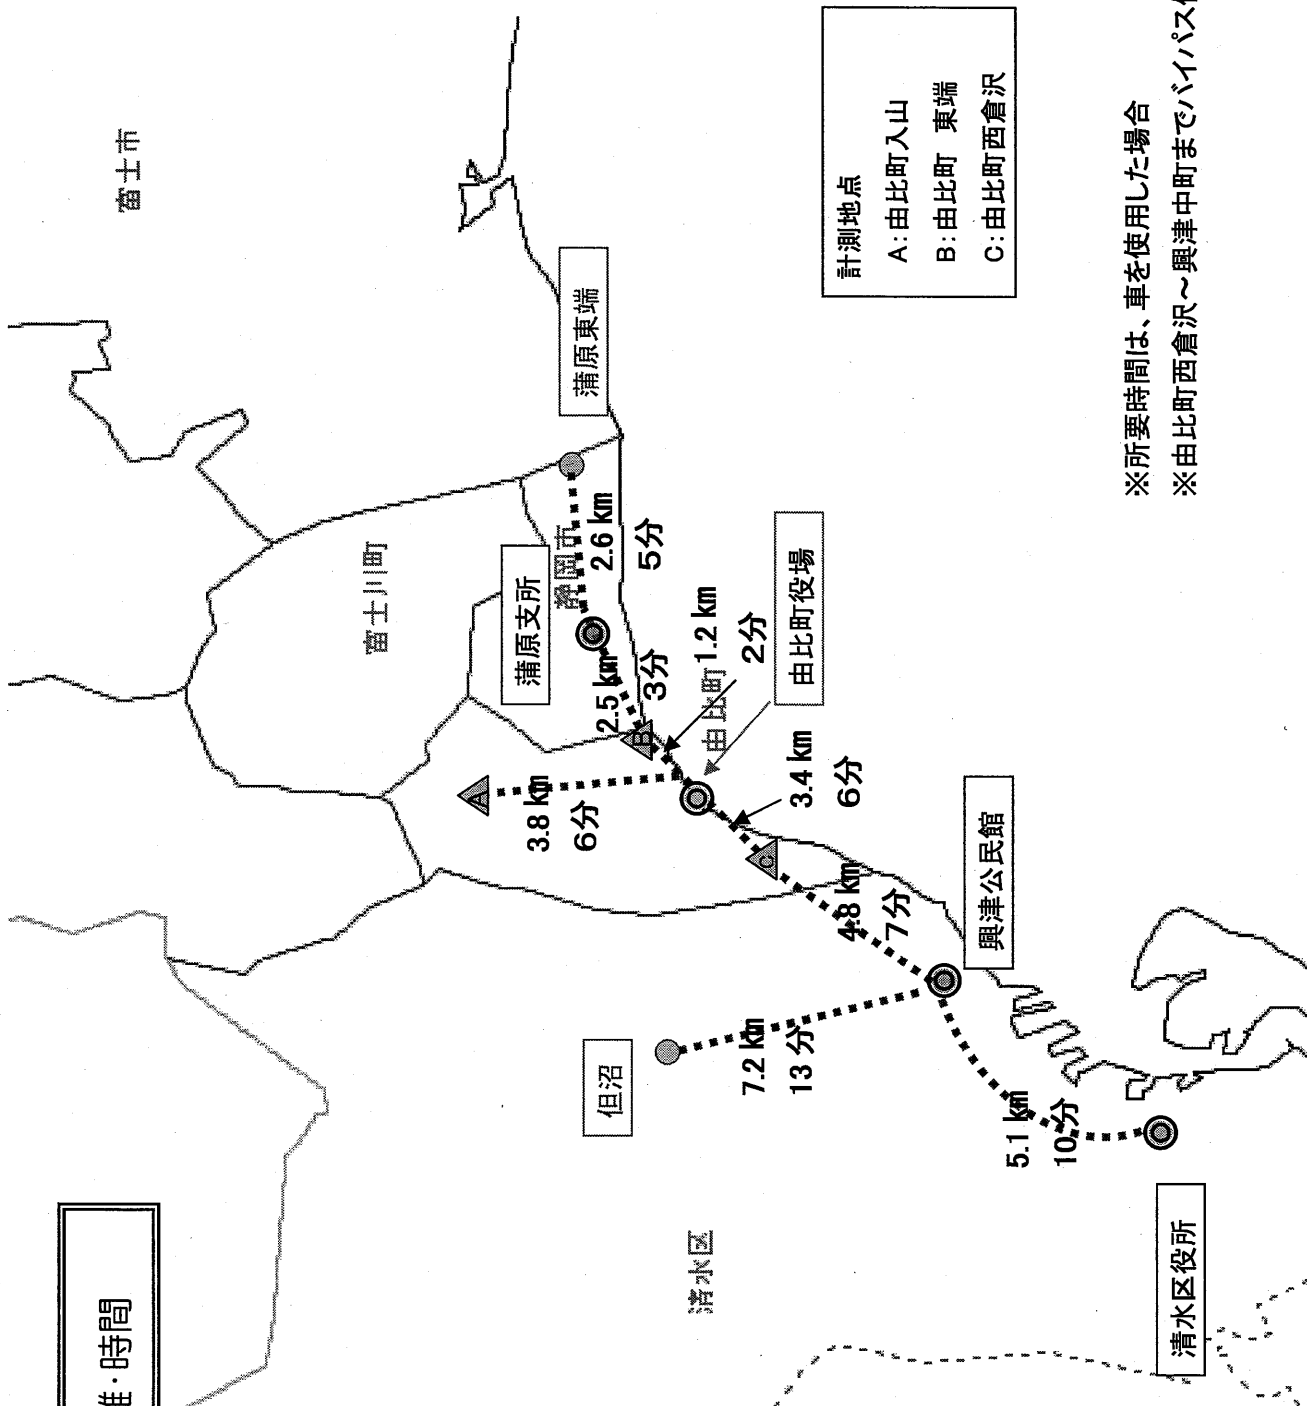 離・時間
富士市
富士川町
静岡市
由比町
清水区
蒲原東端
蒲原支所
由比町役場
興津公民館
但沼
清水区役所
2.6 km
5分
2.5 km
3分
1.2 km
2分
A
3.8 km
6分
B
3.4 km
6分
C
4.8 km
7分
7.2 km
13分
5.1 km
10分
計測地点
A:由比町入山
B:由比町 東端
C:由比町西倉沢
※所要時間は、車を使用した場合
※由比町西倉沢～興津中町までバイパス